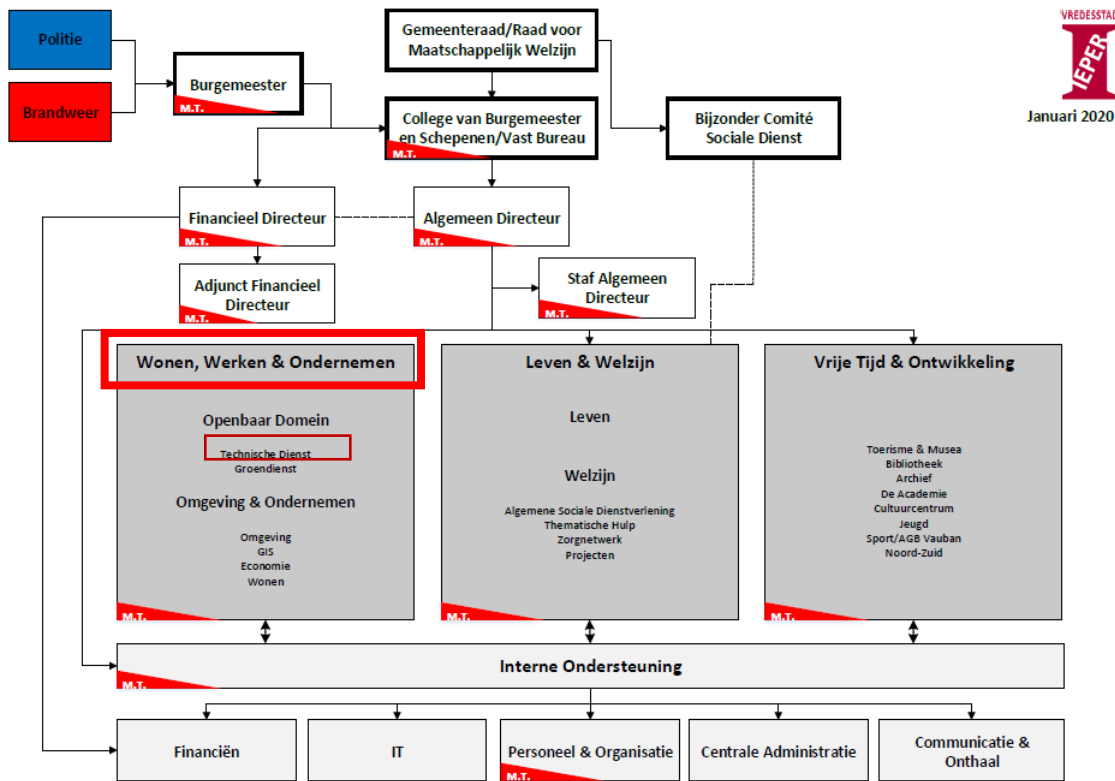 Politie
Brandweer
Burgemeester
M.T.
Gemeenteraad/Raad voor
Maatschappelijk Welzijn
VREDESSTAD
IEPER
Januari 2020
College van Burgemeester
en Schepenen/Vast Bureau
M.T.
Bijzonder Comité
Sociale Dienst
Financieel Directeur
M.T.
Algemeen Directeur
M.T.
Adjunct Financieel
Directeur
M.T.
Staf Algemeen
Directeur
M.T.
Wonen, Werken & Ondernemen
Openbaar Domein
Technische Dienst
Groendienst
Omgeving & Ondernemen
Omgeving
GIS
Economie
Wonen
M.T.
Leven & Welzijn
Leven
Welzijn
Algemene Sociale Dienstverlening
Thematische Hulp
Zorgnetwerk
Projecten
M.T.
Vrije Tijd & Ontwikkeling
Toerisme & Musea
Bibliotheek
Archief
De Academie
Cultuurcentrum
Jeugd
Sport/AGB Vauban
Noord-Zuid
M.T.
Interne Ondersteuning
M.T.
Financiën
IT
Personeel & Organisatie
M.T.
Centrale Administratie
Communicatie &
Onthaal